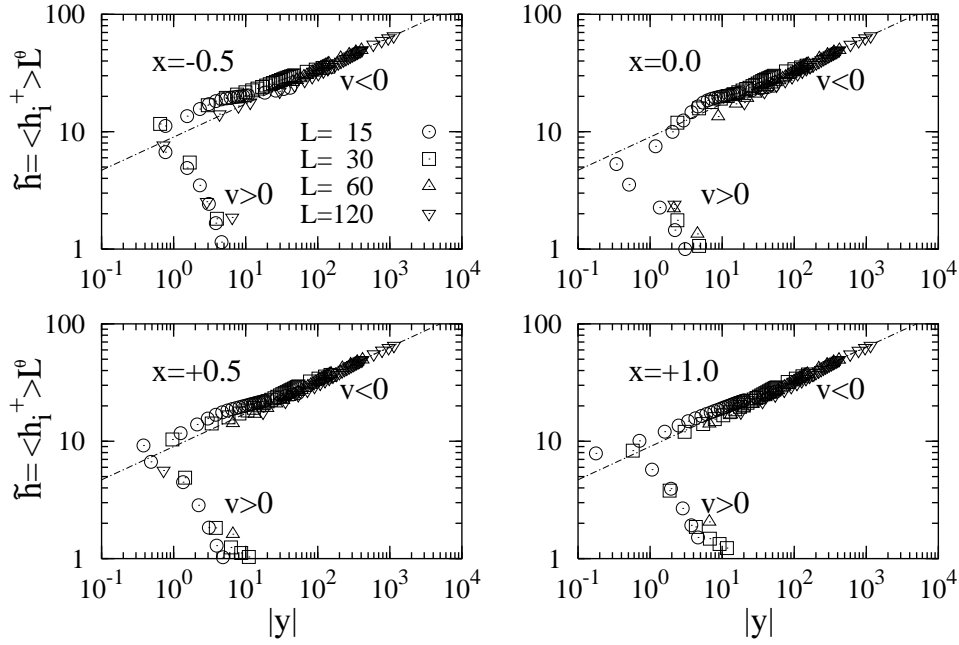 100
10
1
10⁻¹ 10⁰ 10¹ 10² 10³ 10⁴
h̃= <hᵢ⁺> L^θ
x=-0.5
v<0
v>0
L= 15
L= 30
L= 60
L=120
100
10
1
10⁻¹ 10⁰ 10¹ 10² 10³ 10⁴
x=0.0
v<0
v>0
100
10
1
10⁻¹ 10⁰ 10¹ 10² 10³ 10⁴
h̃= <hᵢ⁺> L^θ
|y|
x=+0.5
v<0
v>0
100
10
1
10⁻¹ 10⁰ 10¹ 10² 10³ 10⁴
|y|
x=+1.0
v<0
v>0